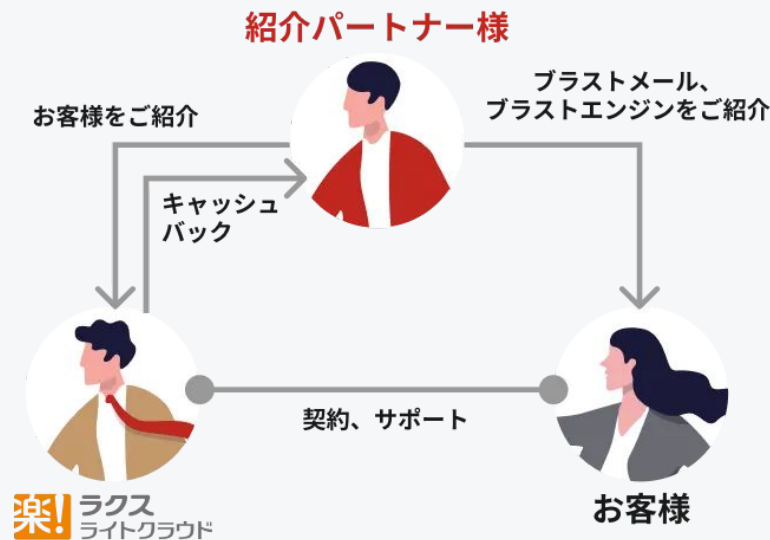 紹介パートナー様
ブラストメール、
ブラストエンジンをご紹介
お客様をご紹介
キャッシュ
バック
契約、サポート
楽! ラクス
ライトクラウド
お客様